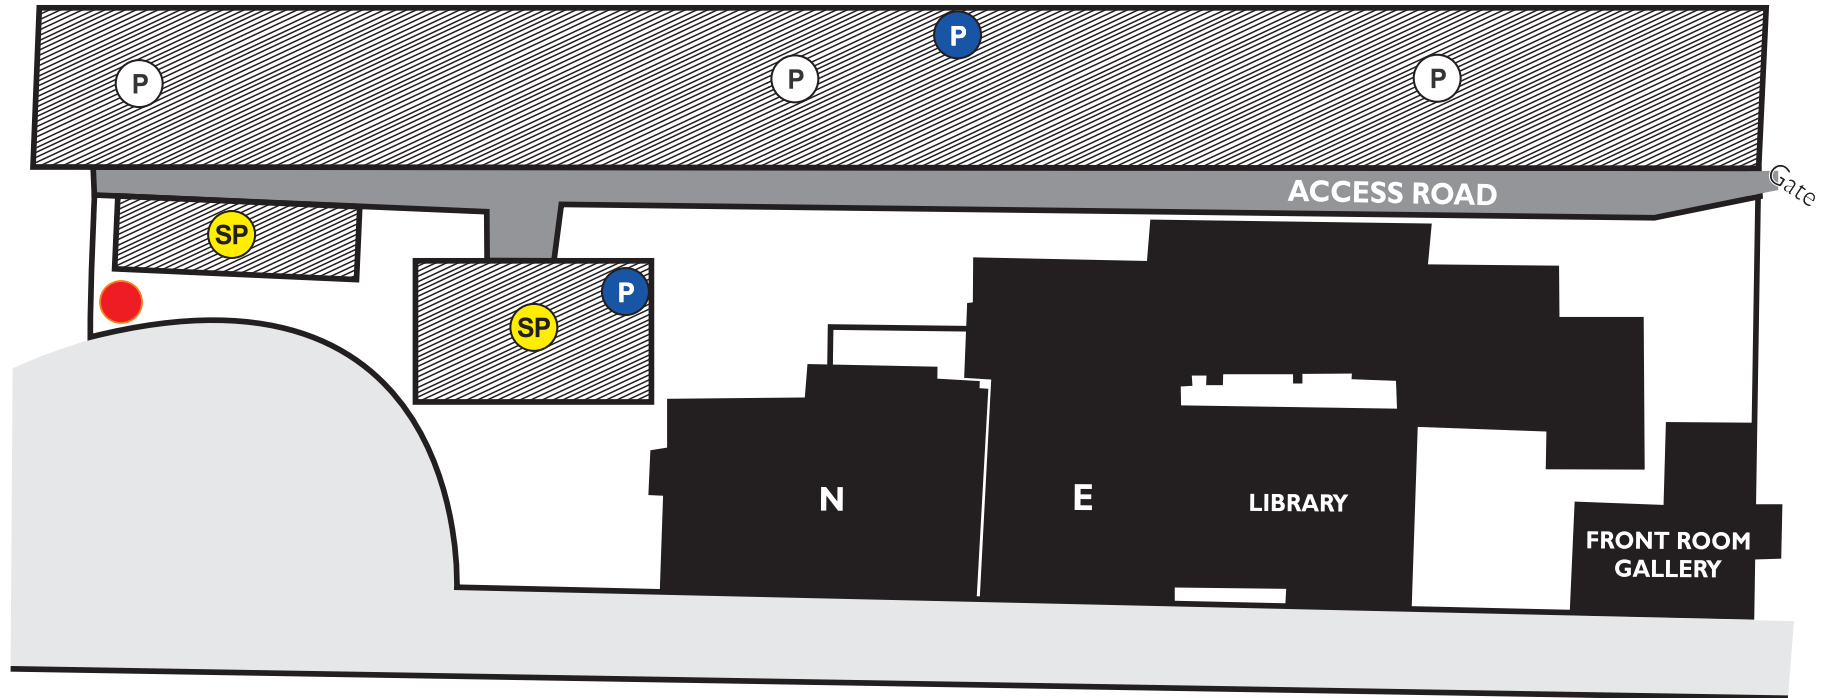 P
P
P
P
ACCESS ROAD
Gate
SP
P
SP
N
E
LIBRARY
FRONT ROOM
GALLERY